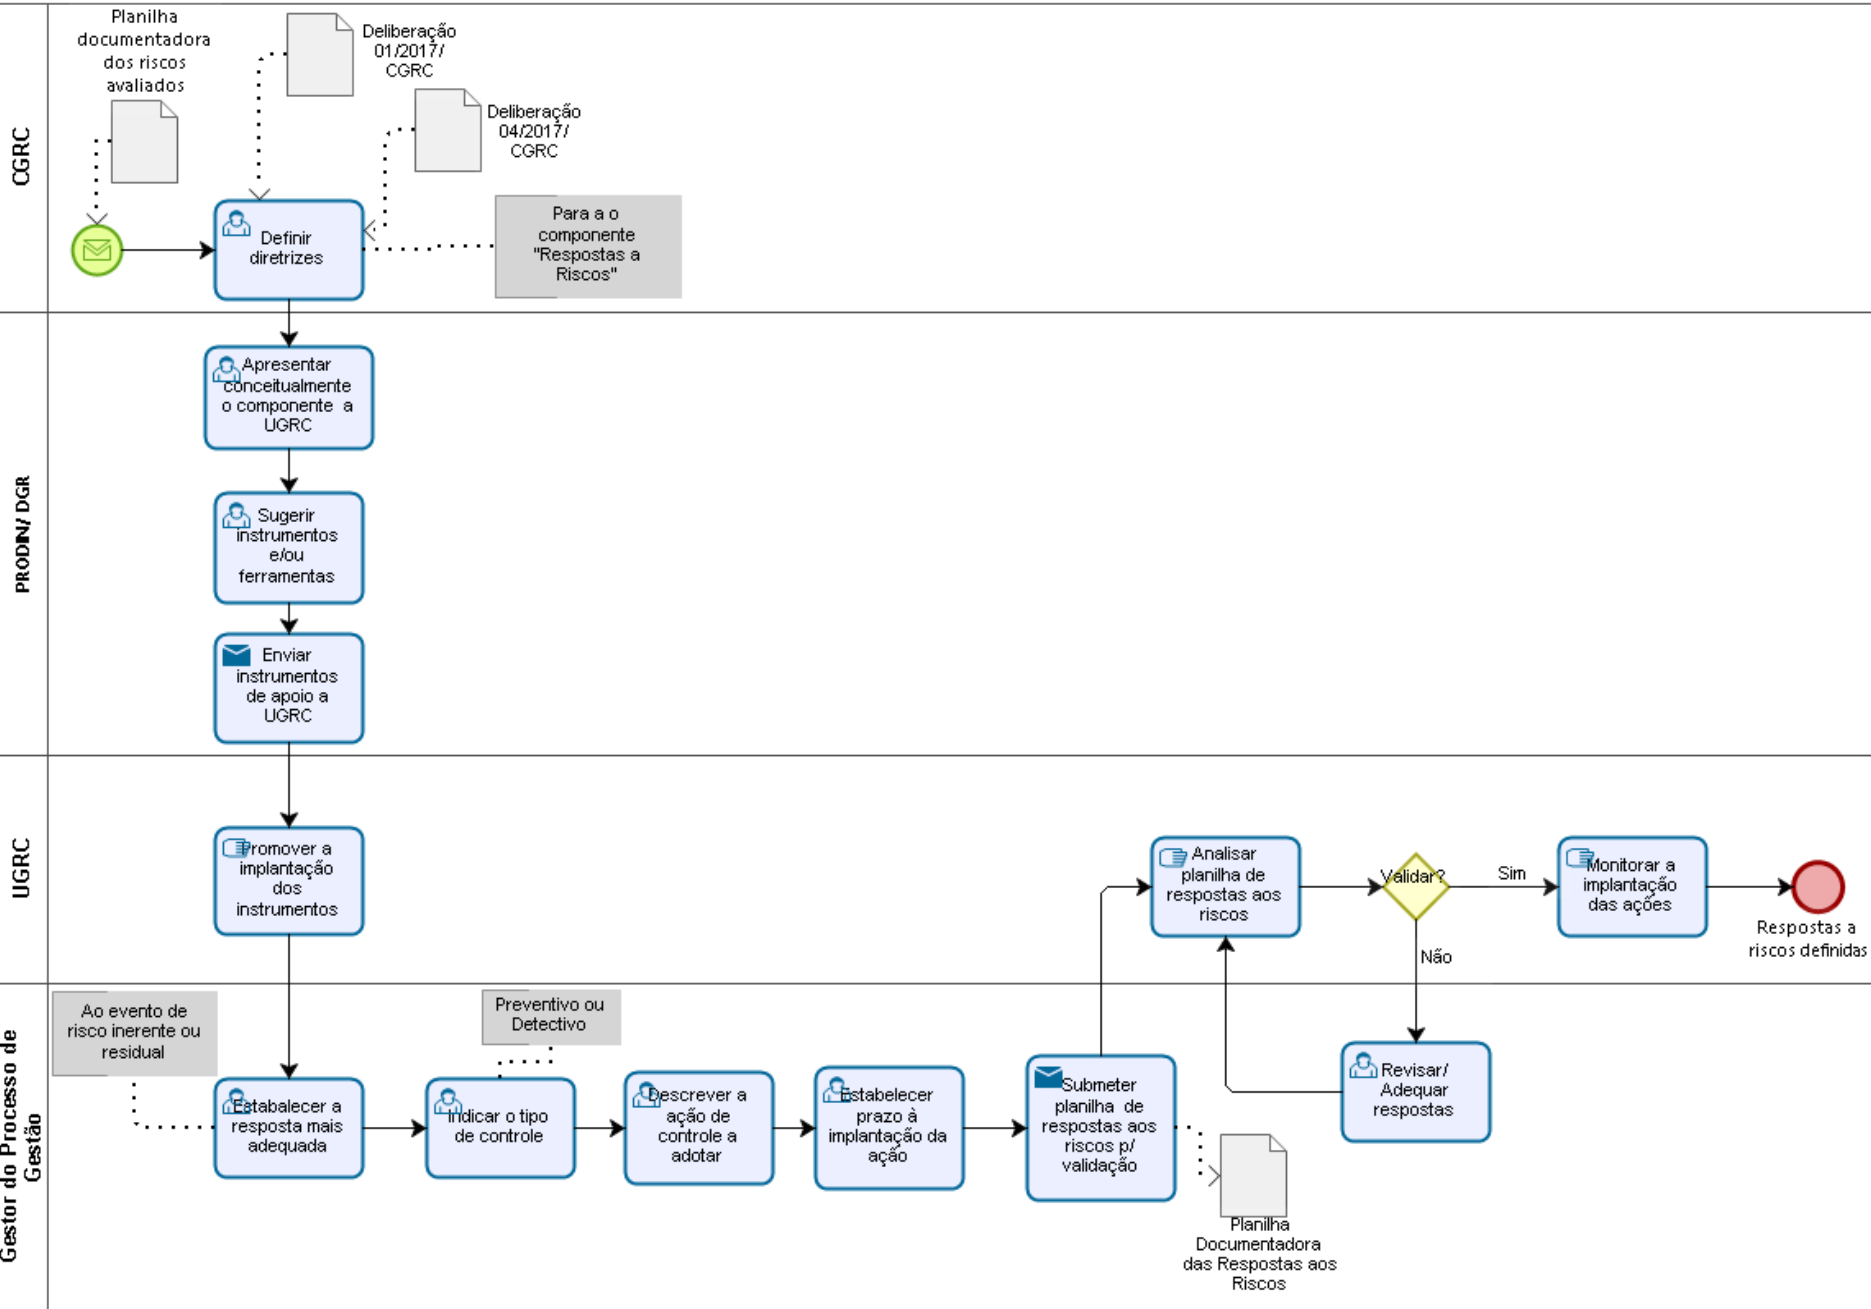 CGRC
Planilha
documentadora
dos riscos
avaliados
Deliberação
01/2017/
CGRC
Deliberação
04/2017/
CGRC
Definir
diretrizes
Para a o
componente
"Respostas a
Riscos"
PRODIN/ DGR
Apresentar
conceitualmente
o componente a
UGRC
Sugerir
instrumentos
e/ou
ferramentas
Enviar
instrumentos
de apoio a
UGRC
UGRC
Promover a
implantação
dos
instrumentos
Analisar
planilha de
respostas aos
riscos
Validar?
Sim
Não
Monitorar a
implantação
das ações
Respostas a
riscos definidas
Gestor do Processo de
Gestão
Ao evento de
risco inerente ou
residual
Estabalecer a
resposta mais
adequada
Preventivo ou
Detectivo
Indicar o tipo
de controle
Descrever a
ação de
controle a
adotar
Estabelecer
prazo à
implantação da
ação
Submeter
planilha de
respostas aos
riscos p/
validação
Planilha
Documentadora
das Respostas aos
Riscos
Revisar/
Adequar
respostas